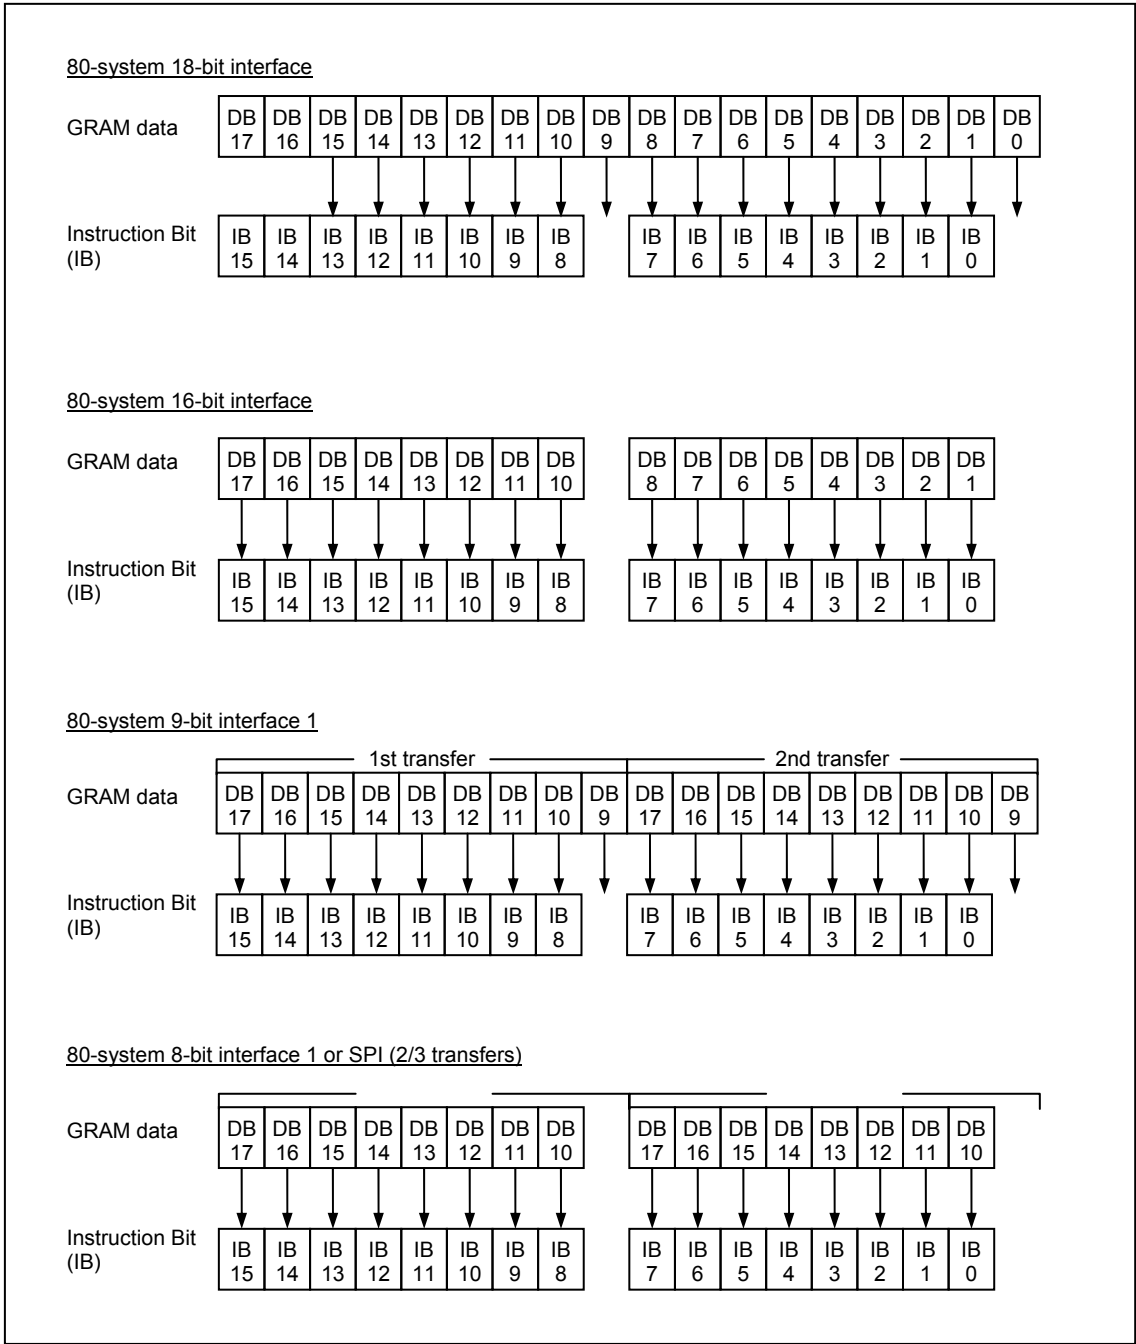 80-system 18-bit interface
GRAM data
DB 17 DB 16 DB 15 DB 14 DB 13 DB 12 DB 11 DB 10 DB 9 DB 8 DB 7 DB 6 DB 5 DB 4 DB 3 DB 2 DB 1 DB 0
Instruction Bit
(IB)
IB 15 IB 14 IB 13 IB 12 IB 11 IB 10 IB 9 IB 8 IB 7 IB 6 IB 5 IB 4 IB 3 IB 2 IB 1 IB 0
80-system 16-bit interface
GRAM data
DB 17 DB 16 DB 15 DB 14 DB 13 DB 12 DB 11 DB 10 DB 8 DB 7 DB 6 DB 5 DB 4 DB 3 DB 2 DB 1
Instruction Bit
(IB)
IB 15 IB 14 IB 13 IB 12 IB 11 IB 10 IB 9 IB 8 IB 7 IB 6 IB 5 IB 4 IB 3 IB 2 IB 1 IB 0
80-system 9-bit interface 1
1st transfer 2nd transfer
GRAM data
DB 17 DB 16 DB 15 DB 14 DB 13 DB 12 DB 11 DB 10 DB 9 DB 17 DB 16 DB 15 DB 14 DB 13 DB 12 DB 11 DB 10 DB 9
Instruction Bit
(IB)
IB 15 IB 14 IB 13 IB 12 IB 11 IB 10 IB 9 IB 8 IB 7 IB 6 IB 5 IB 4 IB 3 IB 2 IB 1 IB 0
80-system 8-bit interface 1 or SPI (2/3 transfers)
GRAM data
DB 17 DB 16 DB 15 DB 14 DB 13 DB 12 DB 11 DB 10 DB 17 DB 16 DB 15 DB 14 DB 13 DB 12 DB 11 DB 10
Instruction Bit
(IB)
IB 15 IB 14 IB 13 IB 12 IB 11 IB 10 IB 9 IB 8 IB 7 IB 6 IB 5 IB 4 IB 3 IB 2 IB 1 IB 0